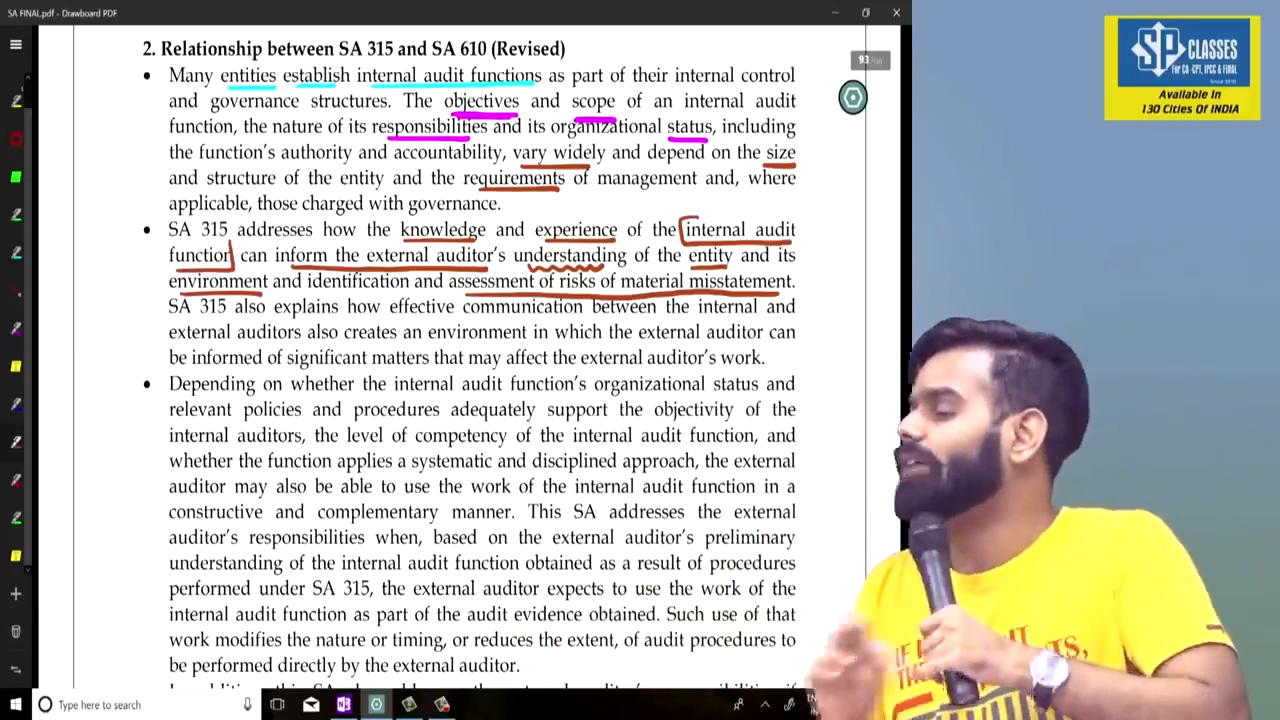 SA FINAL.pdf - Drawboard PDF
2. Relationship between SA 315 and SA 610 (Revised)
• Many entities establish internal audit functions as part of their internal control
and governance structures. The objectives and scope of an internal audit
function, the nature of its responsibilities and its organizational status, including
the function's authority and accountability, vary widely and depend on the size
and structure of the entity and the requirements of management and, where
applicable, those charged with governance.
• SA 315 addresses how the knowledge and experience of the internal audit
function can inform the external auditor's understanding of the entity and its
environment and identification and assessment of risks of material misstatement.
SA 315 also explains how effective communication between the internal and
external auditors also creates an environment in which the external auditor can
be informed of significant matters that may affect the external auditor's work.
• Depending on whether the internal audit function's organizational status and
relevant policies and procedures adequately support the objectivity of the
internal auditors, the level of competency of the internal audit function, and
whether the function applies a systematic and disciplined approach, the external
auditor may also be able to use the work of the internal audit function in a
constructive and complementary manner. This SA addresses the external
auditor's responsibilities when, based on the external auditor's preliminary
understanding of the internal audit function obtained as a result of procedures
performed under SA 315, the external auditor expects to use the work of the
internal audit function as part of the audit evidence obtained. Such use of that
work modifies the nature or timing, or reduces the extent, of audit procedures to
be performed directly by the external auditor.
93
SP CLASSES
For CA-CPT, IPCC & FINAL
Since 2010
Available In
130 Cities Of INDIA
Type here to search